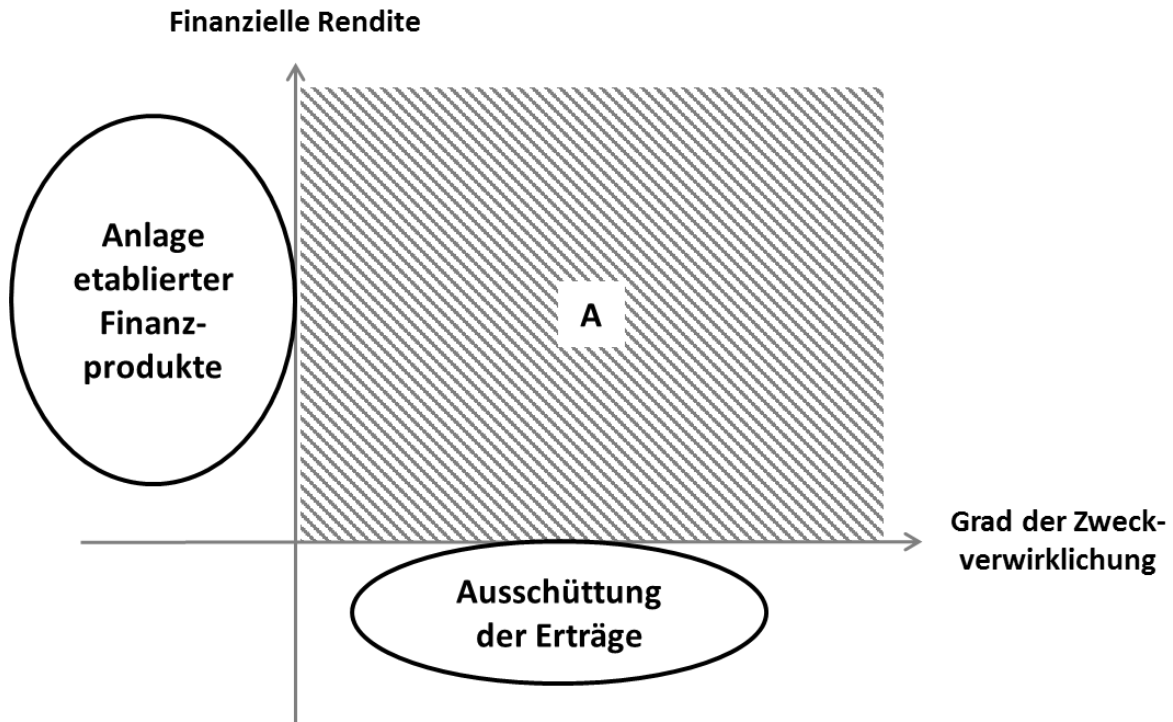 Finanzielle Rendite
Anlage
etablierter
Finanz-
produkte
A
Grad der Zweck-
verwirklichung
Ausschüttung
der Erträge